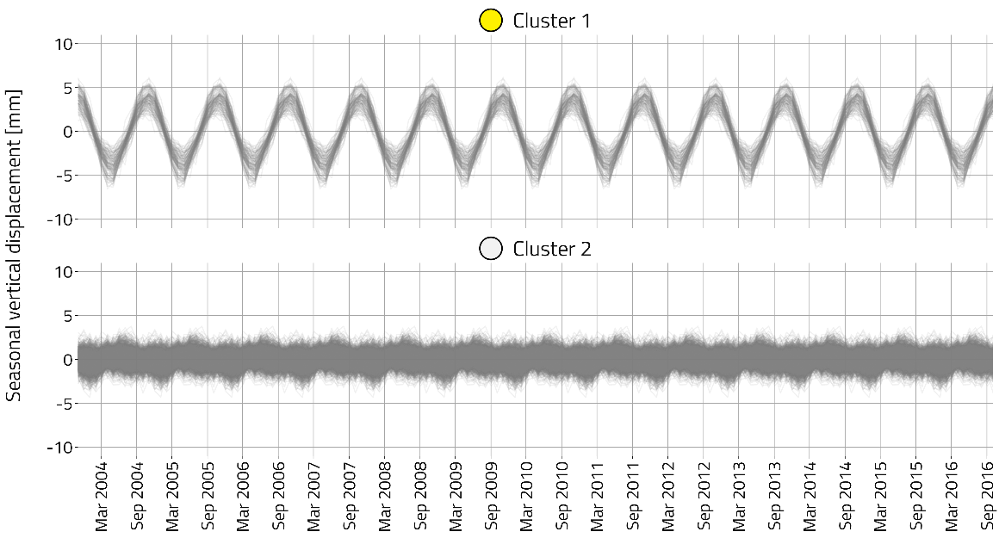 Cluster 1
Seasonal vertical displacement [mm]
10
5
0
-5
-10
Cluster 2
10
5
0
-5
-10
Mar 2004
Sep 2004
Mar 2005
Sep 2005
Mar 2006
Sep 2006
Mar 2007
Sep 2007
Mar 2008
Sep 2008
Mar 2009
Sep 2009
Mar 2010
Sep 2010
Mar 2011
Sep 2011
Mar 2012
Sep 2012
Mar 2013
Sep 2013
Mar 2014
Sep 2014
Mar 2015
Sep 2015
Mar 2016
Sep 2016